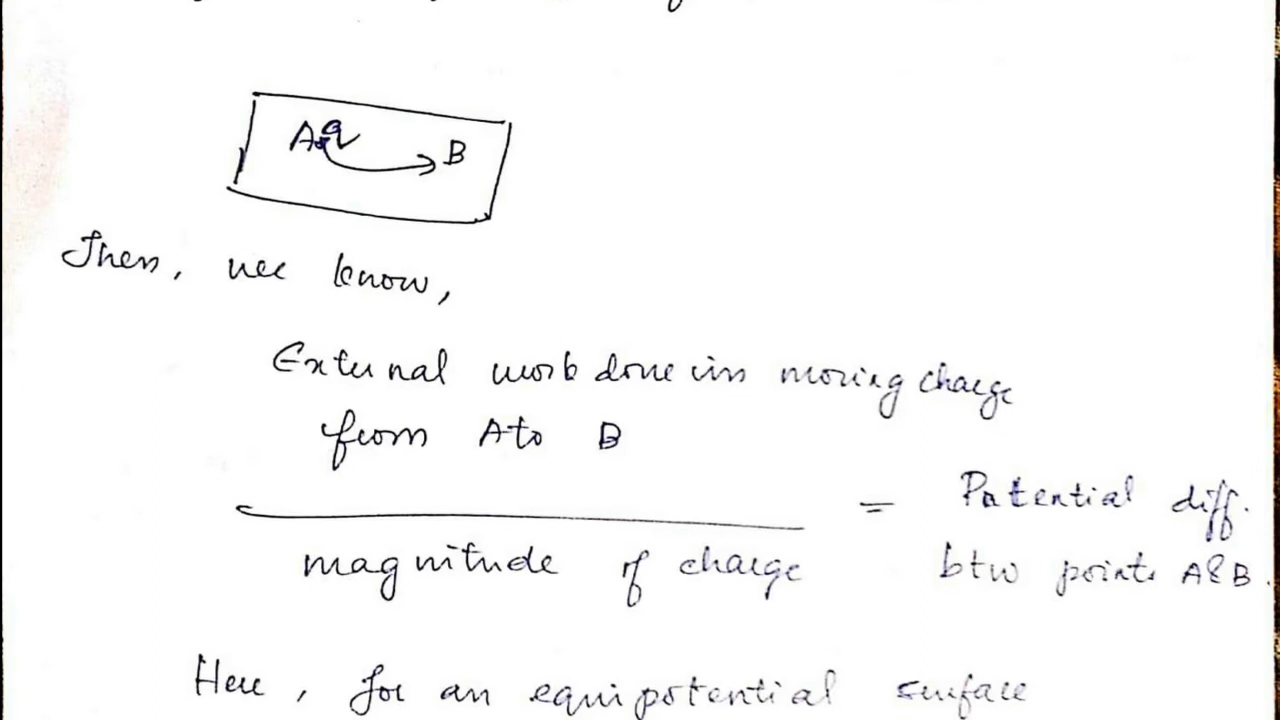 A q B
Then, we know,
External work done in moving charge
from A to B
magnitude of charge
= Potential diff.
btw points A & B.
Here, for an equipotential surface